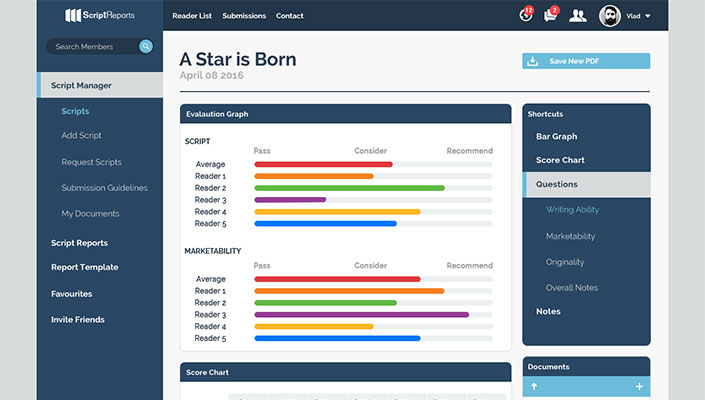 ScriptReports
Reader List Submissions Contact
12
2
Vlad
Search Members
Script Manager
Scripts
Add Script
Request Scripts
Submission Guidelines
My Documents
Script Reports
Report Template
Favourites
Invite Friends
A Star is Born
April 08 2016
Save New PDF
Evalaution Graph
SCRIPT
Pass Consider Recommend
Average
Reader 1
Reader 2
Reader 3
Reader 4
Reader 5
MARKETABILITY
Pass Consider Recommend
Average
Reader 1
Reader 2
Reader 3
Reader 4
Reader 5
Score Chart
Shortcuts
Bar Graph
Score Chart
Questions
Writing Ability
Marketability
Originality
Overall Notes
Notes
Documents